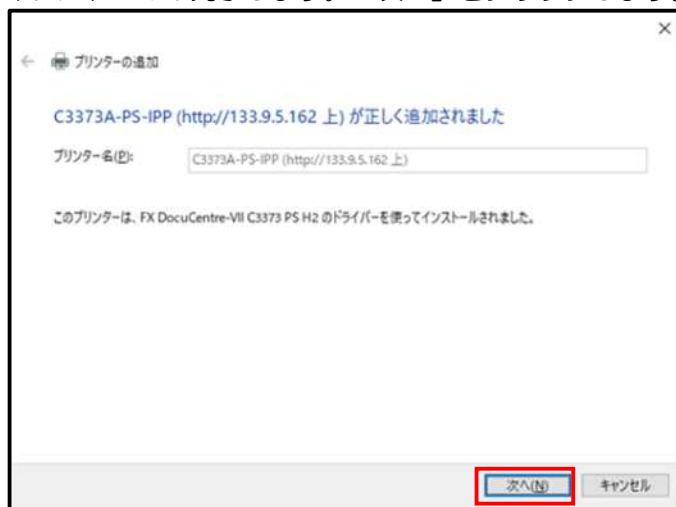 プリンターの追加
C3373A-PS-IPP (http://133.9.5.162 上) が正しく追加されました
プリンター名(P):
C3373A-PS-IPP (http://133.9.5.162 上)
このプリンターは、FX DocuCentre-VII C3373 PS H2 のドライバーを使ってインストールされました。
次へ(N)
キャンセル